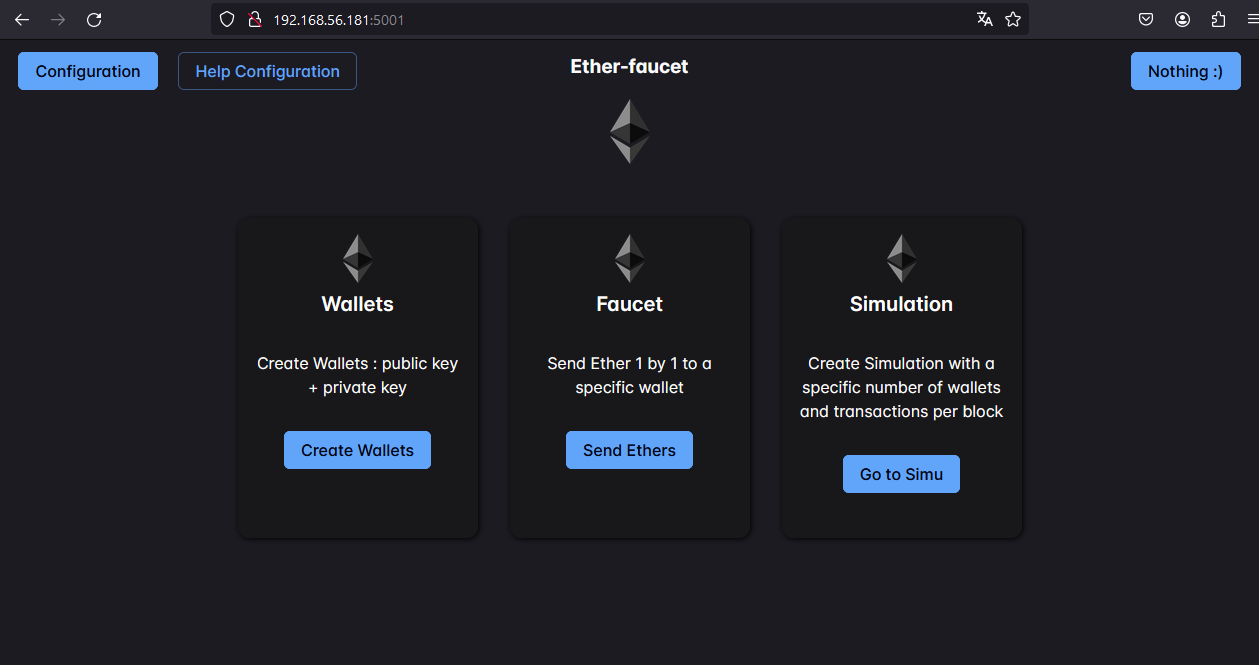 192.168.56.181:5001
Configuration
Help Configuration
Ether-faucet
Nothing :)
Wallets
Create Wallets : public key
+ private key
Create Wallets
Faucet
Send Ether 1 by 1 to a
specific wallet
Send Ethers
Simulation
Create Simulation with a
specific number of wallets
and transactions per block
Go to Simu